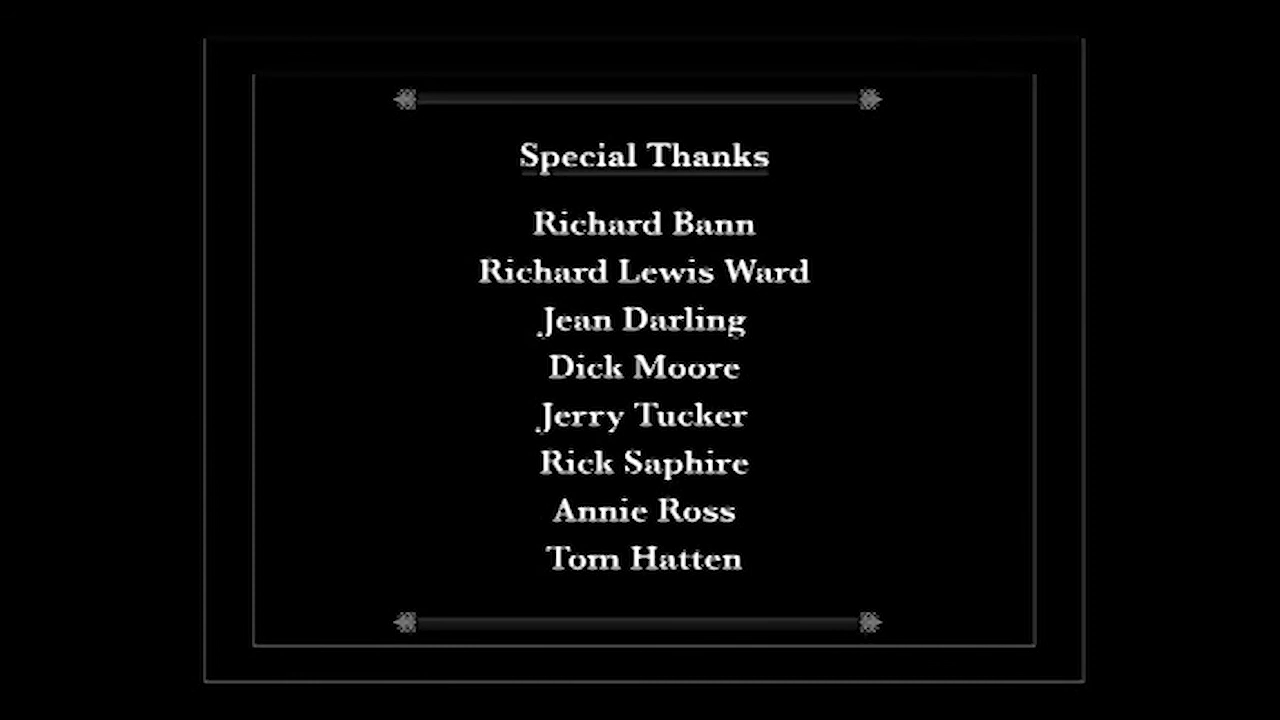 Special Thanks
Richard Bann
Richard Lewis Ward
Jean Darling
Dick Moore
Jerry Tucker
Rick Saphire
Annie Ross
Tom Hatten